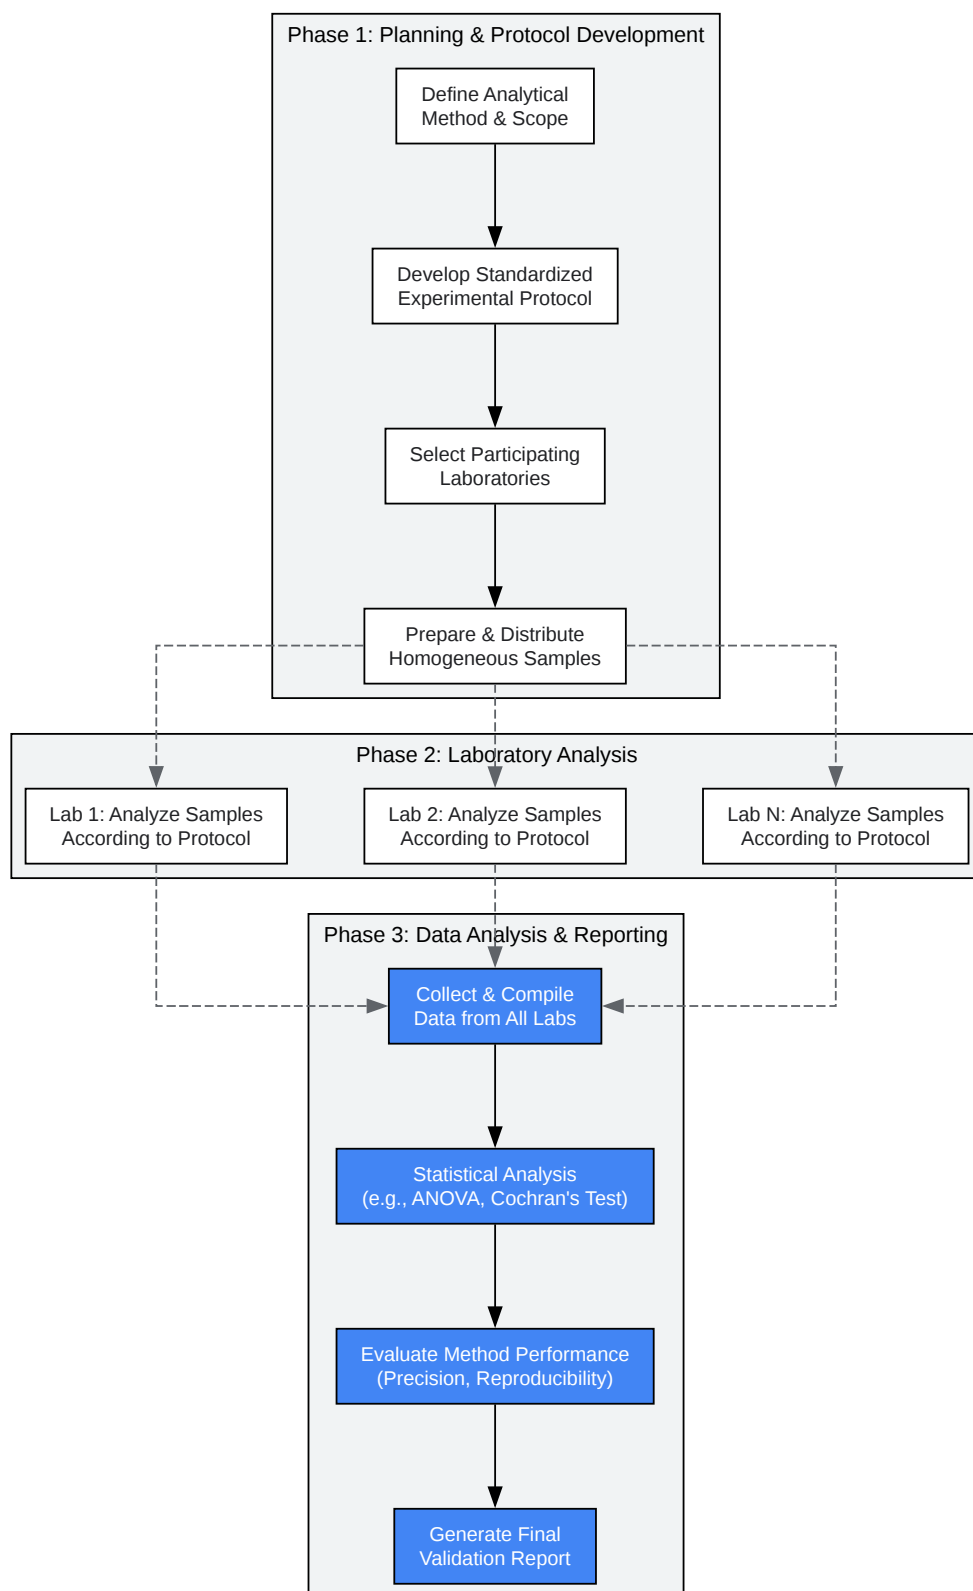 Phase 1: Planning & Protocol Development
Define Analytical
Method & Scope
Develop Standardized
Experimental Protocol
Select Participating
Laboratories
Prepare & Distribute
Homogeneous Samples
Phase 2: Laboratory Analysis
Lab 1: Analyze Samples
According to Protocol
Lab 2: Analyze Samples
According to Protocol
Lab N: Analyze Samples
According to Protocol
Phase 3: Data Analysis & Reporting
Collect & Compile
Data from All Labs
Statistical Analysis
(e.g., ANOVA, Cochran's Test)
Evaluate Method Performance
(Precision, Reproducibility)
Generate Final
Validation Report